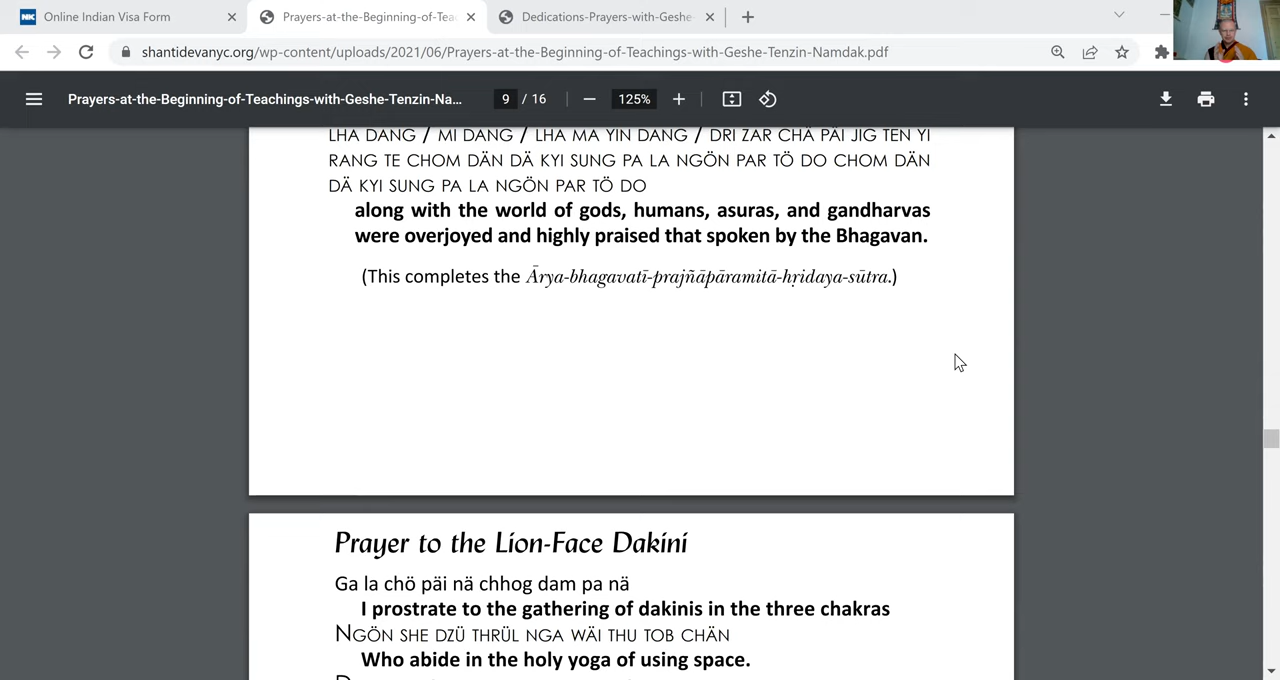 Online Indian Visa Form
Prayers-at-the-Beginning-of-Tea
Dedications-Prayers-with-Geshe-
shantidevanyc.org/wp-content/uploads/2021/06/Prayers-at-the-Beginning-of-Teachings-with-Geshe-Tenzin-Namdak.pdf
Prayers-at-the-Beginning-of-Teachings-with-Geshe-Tenzin-Na...
9 / 16
125%
LHA DANG / MI DANG / LHA MA YIN DANG / DRI ZAR CHÄ PÄI JIG TEN YI
RANG TE CHOM DÄN DÄ KYI SUNG PA LA NGÖN PAR TÖ DO CHOM DÄN
DÄ KYI SUNG PA LA NGÖN PAR TÖ DO
along with the world of gods, humans, asuras, and gandharvas
were overjoyed and highly praised that spoken by the Bhagavan.
(This completes the Ārya-bhagavatī-prajñāpāramitā-hṛidaya-sūtra.)
Prayer to the Lion-Face Dakini
Ga la chö päi nä chhog dam pa nä
I prostrate to the gathering of dakinis in the three chakras
NGÖN SHE DZÜ THRÜL NGA WÄI THU TOB CHÄN
Who abide in the holy yoga of using space.